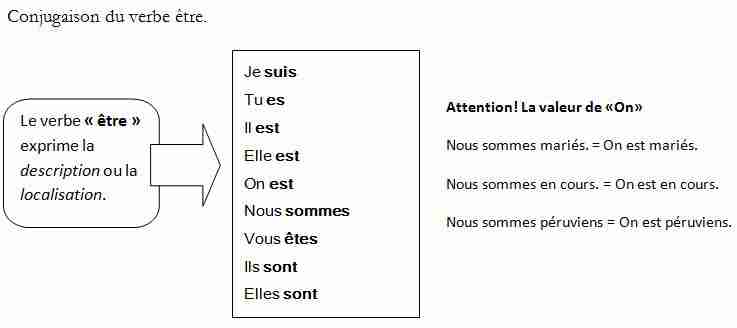 Conjugaison du verbe être.
Le verbe « être »
exprime la
description ou la
localisation.
Je suis
Tu es
Il est
Elle est
On est
Nous sommes
Vous êtes
Ils sont
Elles sont
Attention! La valeur de «On»
Nous sommes mariés. = On est mariés.
Nous sommes en cours. = On est en cours.
Nous sommes péruviens = On est péruviens.